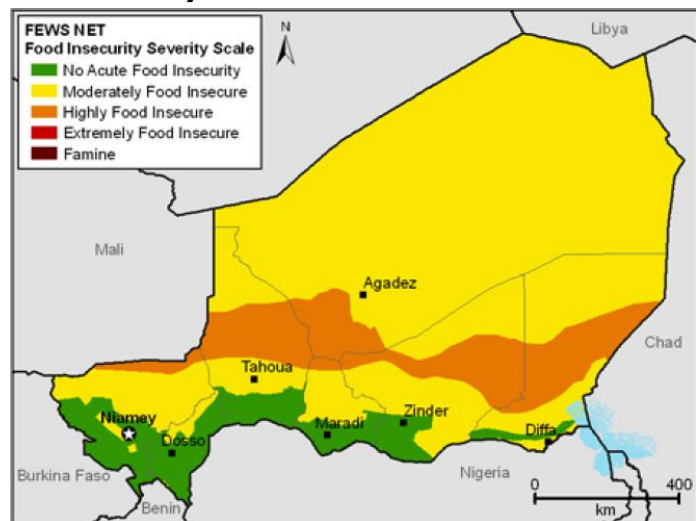 FEWS NET
Food Insecurity Severity Scale
No Acute Food Insecurity
Moderately Food Insecure
Highly Food Insecure
Extremely Food Insecure
Famine
N
Libya
Mali
Agadez
Chad
Tahoua
Niamey
Maradi
Zinder
Dosso
Diffa
Burkina Faso
Benin
Nigeria
0 400
km